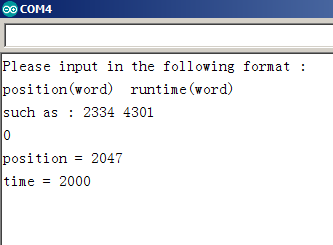 COM4
Please input in the following format :
position(word)  runtime(word)
such as : 2334 4301
0
position = 2047
time = 2000